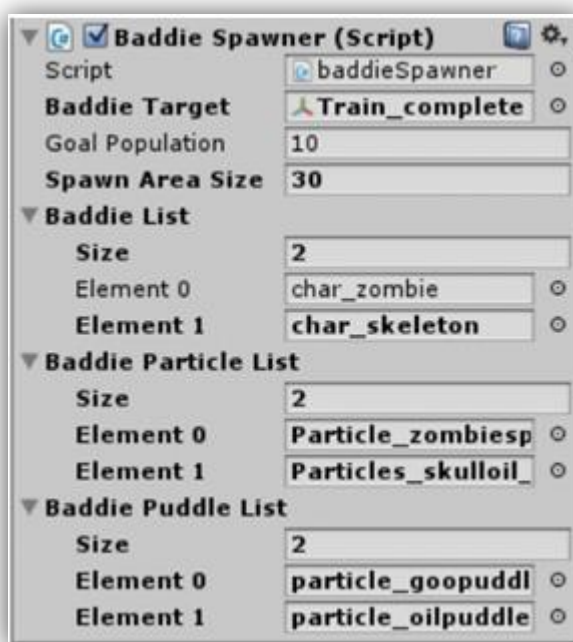 Baddie Spawner (Script)
Script baddieSpawner
Baddie Target Train_complete
Goal Population 10
Spawn Area Size 30
Baddie List
Size 2
Element 0 char_zombie
Element 1 char_skeleton
Baddie Particle List
Size 2
Element 0 Particle_zombiesp
Element 1 Particles_skulloil_
Baddie Puddle List
Size 2
Element 0 particle_goopuddl
Element 1 particle_oilpuddle